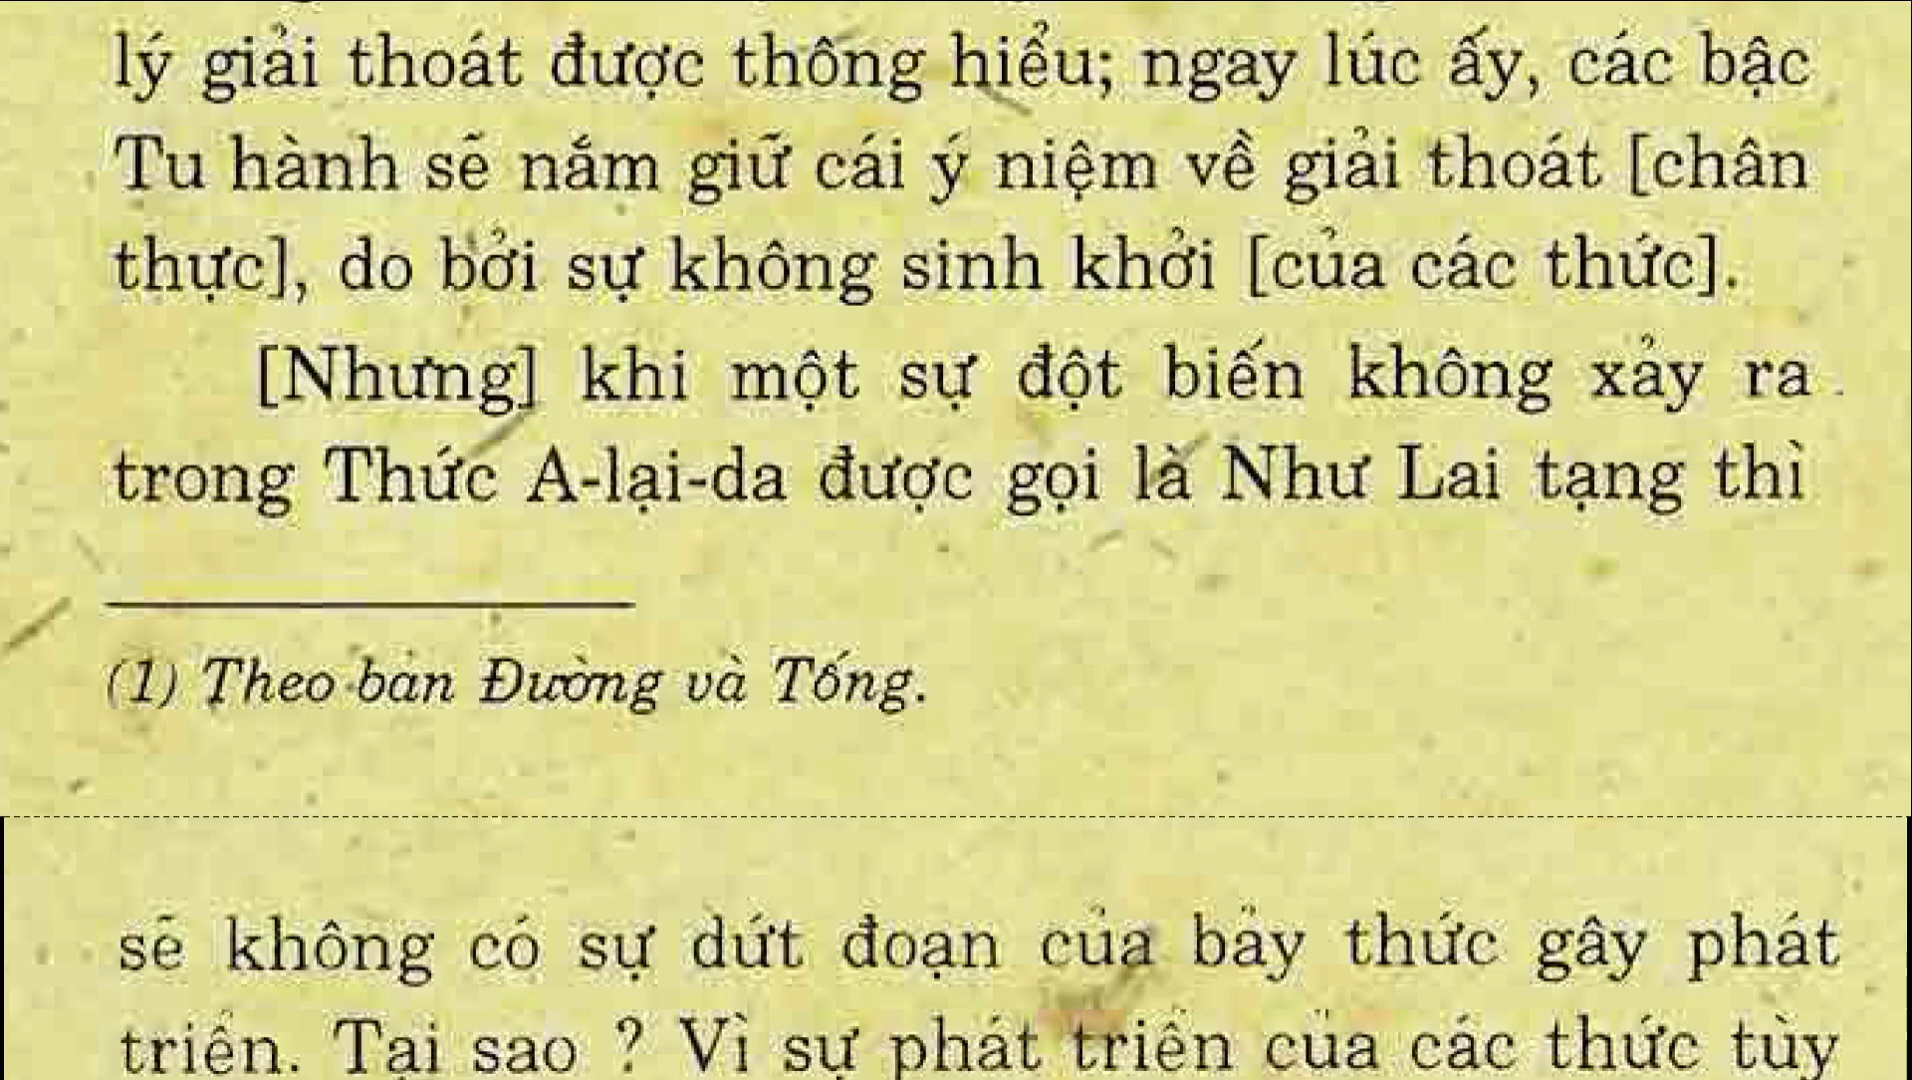 lý giải thoát được thông hiểu; ngay lúc ấy, các bậc
Tu hành sẽ nắm giữ cái ý niệm về giải thoát [chân
thực], do bởi sự không sinh khởi [của các thức].
[Nhưng] khi một sự đột biến không xảy ra
trong Thức A-lại-da được gọi là Như Lai tạng thì
(1) Theo bản Đường và Tống.
sẽ không có sự dứt đoạn của bảy thức gây phát
triển. Tại sao ? Vì sự phát triển của các thức tùy